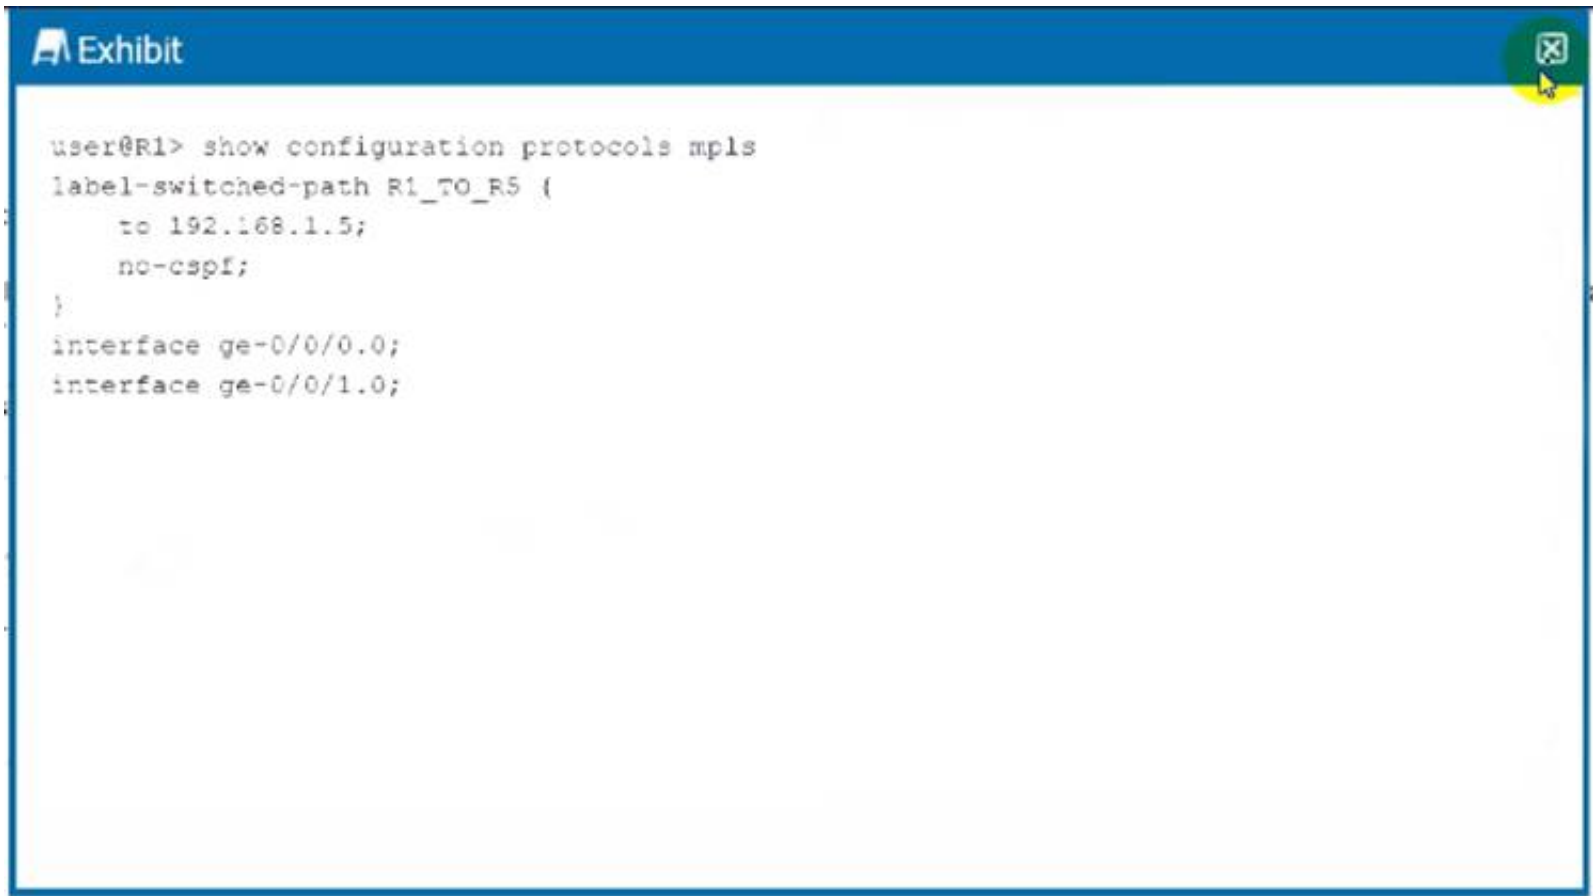 Exhibit
user@R1> show configuration protocols mpls
label-switched-path R1_TO_R5 {
    to 192.168.1.5;
    no-cspf;
}
interface ge-0/0/0.0;
interface ge-0/0/1.0;